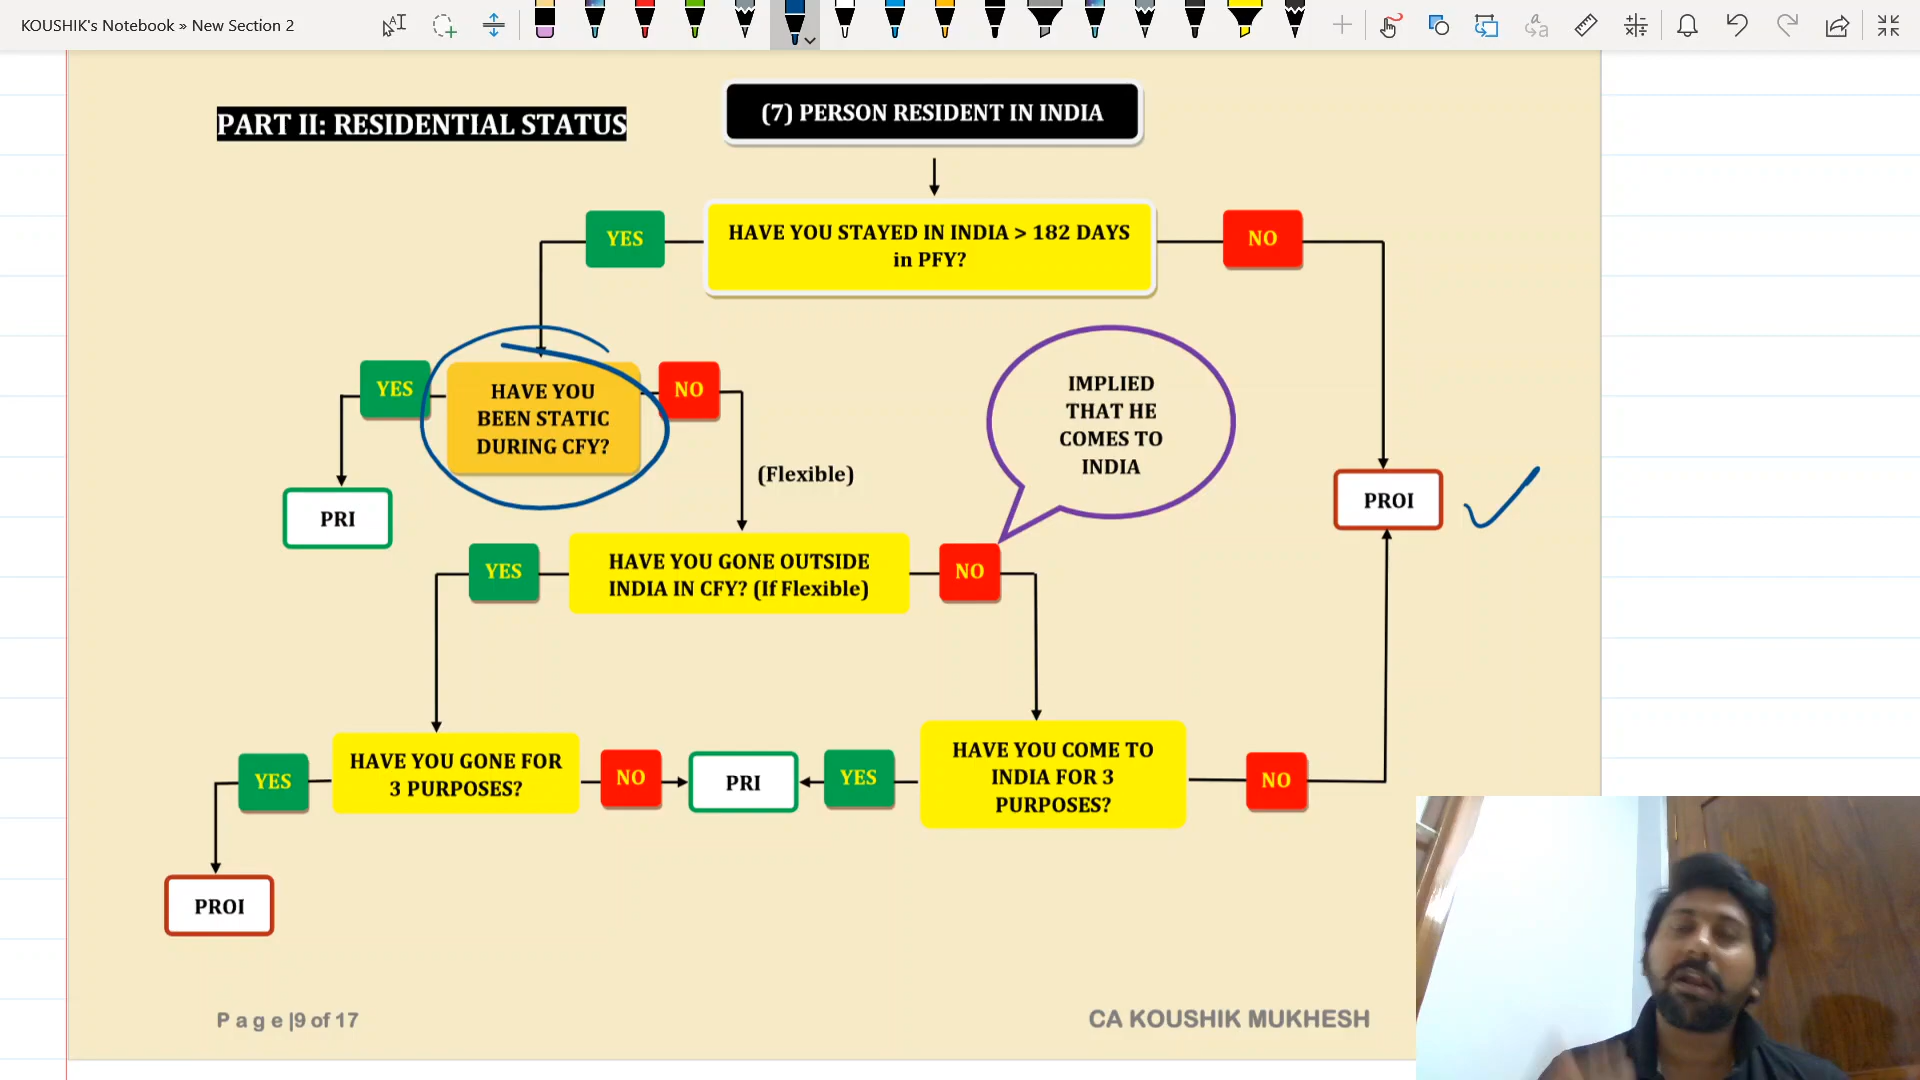 KOUSHIK's Notebook » New Section 2
PART II: RESIDENTIAL STATUS
(7) PERSON RESIDENT IN INDIA
YES
HAVE YOU STAYED IN INDIA > 182 DAYS
in PFY?
NO
YES
HAVE YOU
BEEN STATIC
DURING CFY?
NO
(Flexible)
IMPLIED
THAT HE
COMES TO
INDIA
PRI
PROI
YES
HAVE YOU GONE OUTSIDE
INDIA IN CFY? (If Flexible)
NO
YES
HAVE YOU GONE FOR
3 PURPOSES?
NO
PRI
YES
HAVE YOU COME TO
INDIA FOR 3
PURPOSES?
NO
PROI
Page|9 of 17
CA KOUSHIK MUKHESH